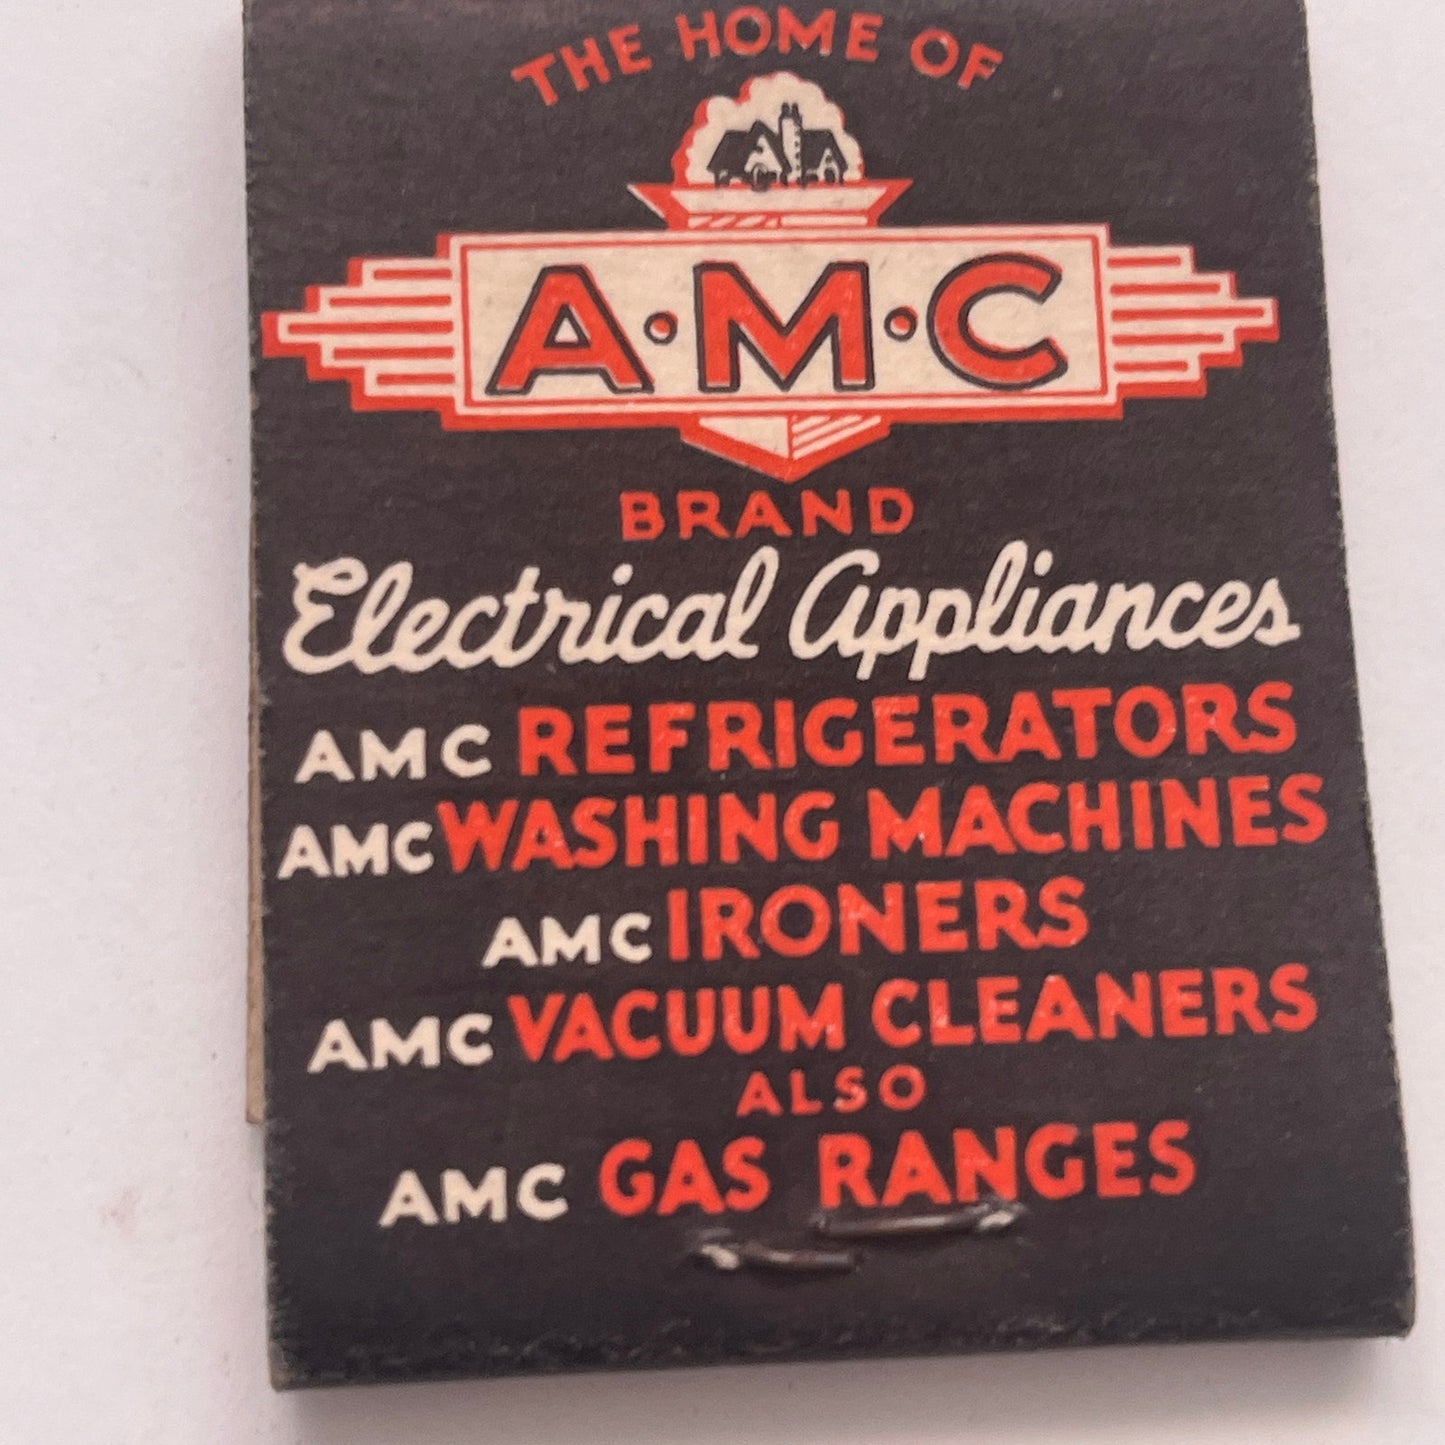 THE HOME OF
A·M·C
BRAND
Electrical Appliances
AMC REFRIGERATORS
AMC WASHING MACHINES
AMC IRONERS
AMC VACUUM CLEANERS
ALSO
AMC GAS RANGES